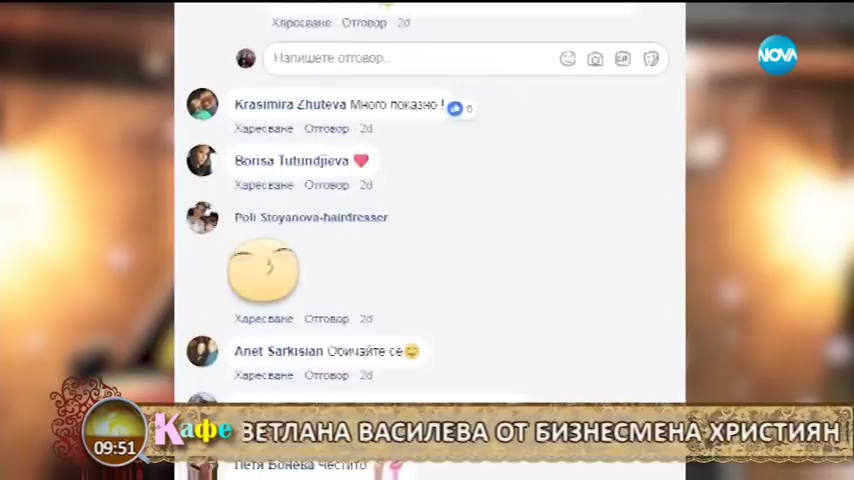 Харесване Отговор 2d
Напишете отговор...
GIF
NOVA
Krasimira Zhuteva Много показно ! 6
Харесване Отговор 2d
Borisa Tutundjieva
Харесване Отговор 2d
Poli Stoyanova-hairdresser
Харесване Отговор 2d
Anet Sarkisian Обичайте се
Харесване Отговор 2d
Кафе
09:51
ВЕТЛАНА ВАСИЛЕВА ОТ БИЗНЕСМЕНА ХРИСТИЯН
Петя Бонева Честито